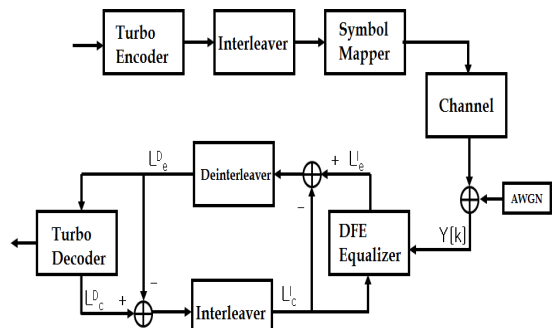 Turbo
Encoder
Interleaver
Symbol
Mapper
Channel
AWGN
Y[k]
DFE
Equalizer
+ L^I_e
-
Deinterleaver
L^D_e
Turbo
Decoder
L^D_c +
-
Interleaver
L^I_c